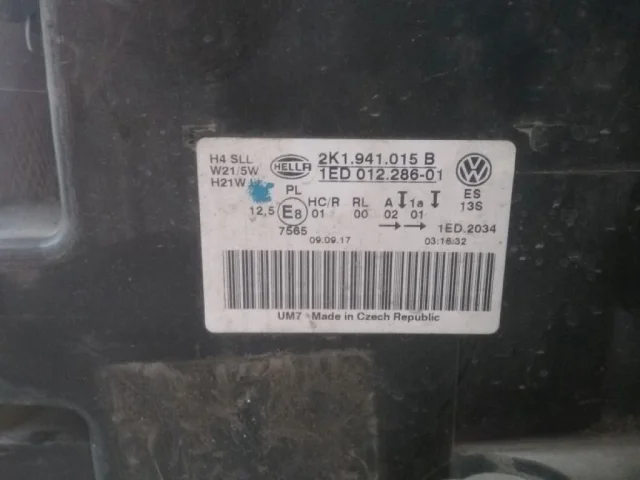 H4 SLL
W21/5W
H21W
HELLA
2K1.941.015 B
1ED 012.286-01
PL
ES
13S
12,5 E8 HC/R RL A 1a
01 00 02 01
7565
1ED.2034
09.09.17
03:16:32
UM7 Made in Czech Republic